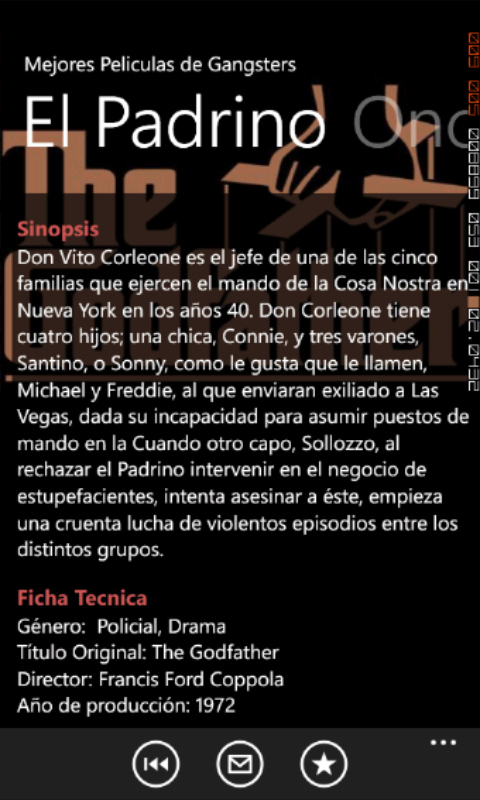 Mejores Peliculas de Gangsters
El Padrino Onc
The
Godfather
Sinopsis
Don Vito Corleone es el jefe de una de las cinco
familias que ejercen el mando de la Cosa Nostra en
Nueva York en los años 40. Don Corleone tiene
cuatro hijos; una chica, Connie, y tres varones,
Santino, o Sonny, como le gusta que le llamen,
Michael y Freddie, al que enviaran exiliado a Las
Vegas, dada su incapacidad para asumir puestos de
mando en la Cuando otro capo, Sollozzo, al
rechazar el Padrino intervenir en el negocio de
estupefacientes, intenta asesinar a éste, empieza
una cruenta lucha de violentos episodios entre los
distintos grupos.
Ficha Tecnica
Género:  Policial, Drama
Título Original: The Godfather
Director: Francis Ford Coppola
Año de producción: 1972